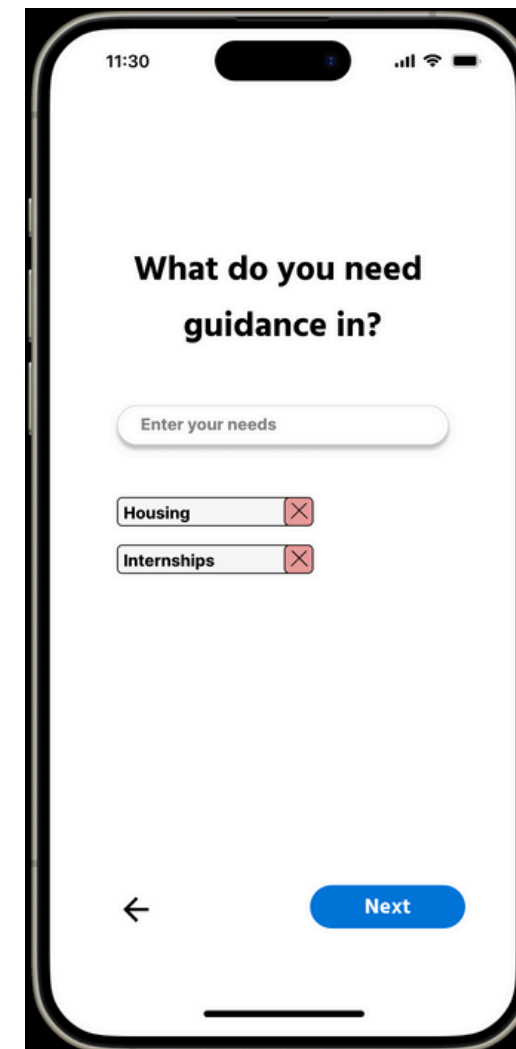 11:30
What do you need
guidance in?
Enter your needs
Housing
Internships
Next